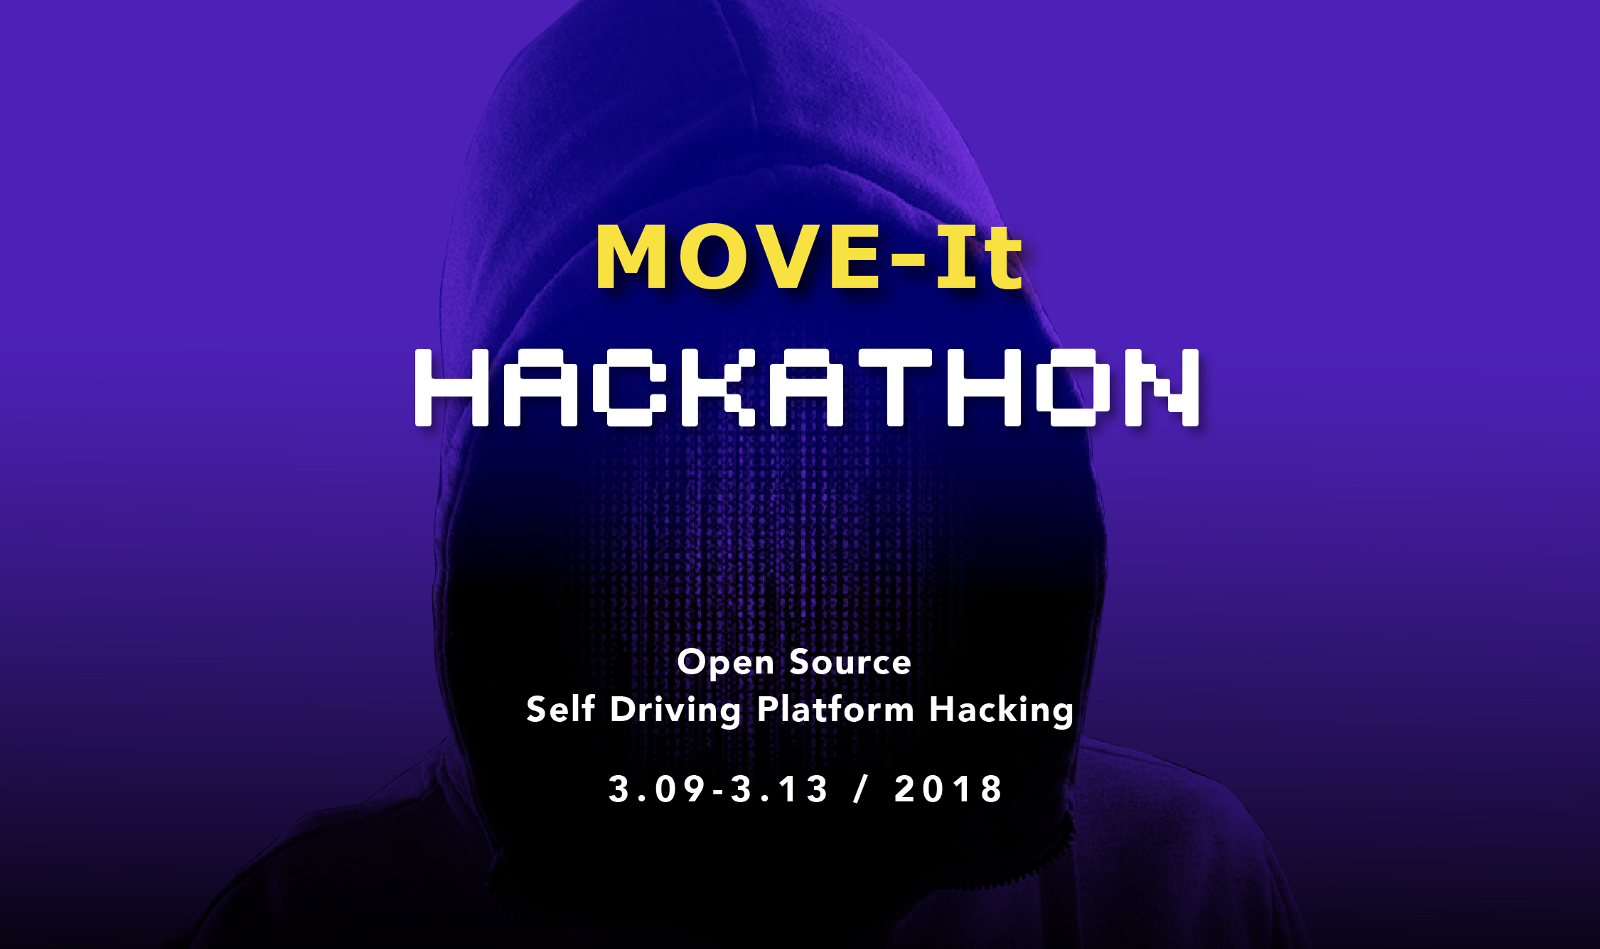 MOVE-It
HACKATHON
Open Source
Self Driving Platform Hacking
3.09-3.13 / 2018